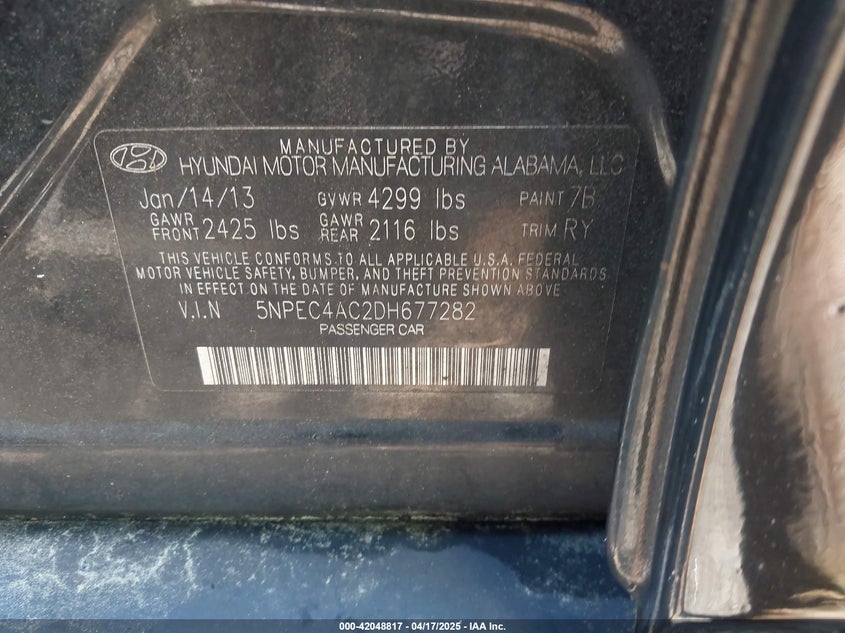 MANUFACTURED BY
HYUNDAI MOTOR MANUFACTURING ALABAMA, LLC
Jan/14/13 GVWR 4299 lbs PAINT 7B
GAWR FRONT 2425 lbs GAWR REAR 2116 lbs TRIM RY
THIS VEHICLE CONFORMS TO ALL APPLICABLE U.S.A. FEDERAL
MOTOR VEHICLE SAFETY, BUMPER, AND THEFT PREVENTION STANDARDS
IN EFFECT ON THE DATE OF MANUFACTURE SHOWN ABOVE
V.I.N 5NPEC4AC2DH677282
PASSENGER CAR
000-42048817 - 04/17/2025 - IAA Inc.